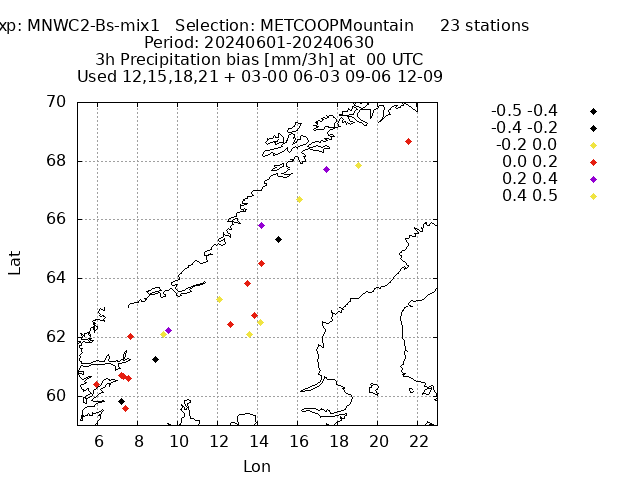 xp: MNWC2-Bs-mix1 Selection: METCOOPMountain 23 stations
Period: 20240601-20240630
3h Precipitation bias [mm/3h] at 00 UTC
Used 12,15,18,21 + 03-00 06-03 09-06 12-09
-0.5 -0.4
-0.4 -0.2
-0.2 0.0
0.0 0.2
0.2 0.4
0.4 0.5
70
68
66
64
62
60
Lat
6 8 10 12 14 16 18 20 22
Lon